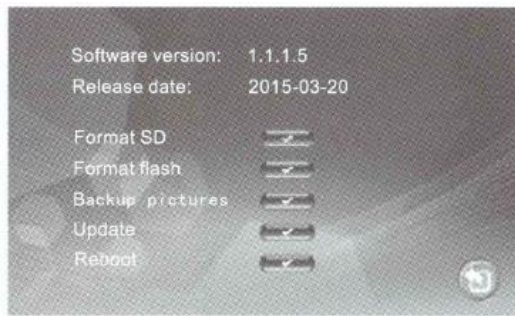 Software version: 1.1.1.5
Release date: 2015-03-20
Format SD
Format flash
Backup pictures
Update
Reboot